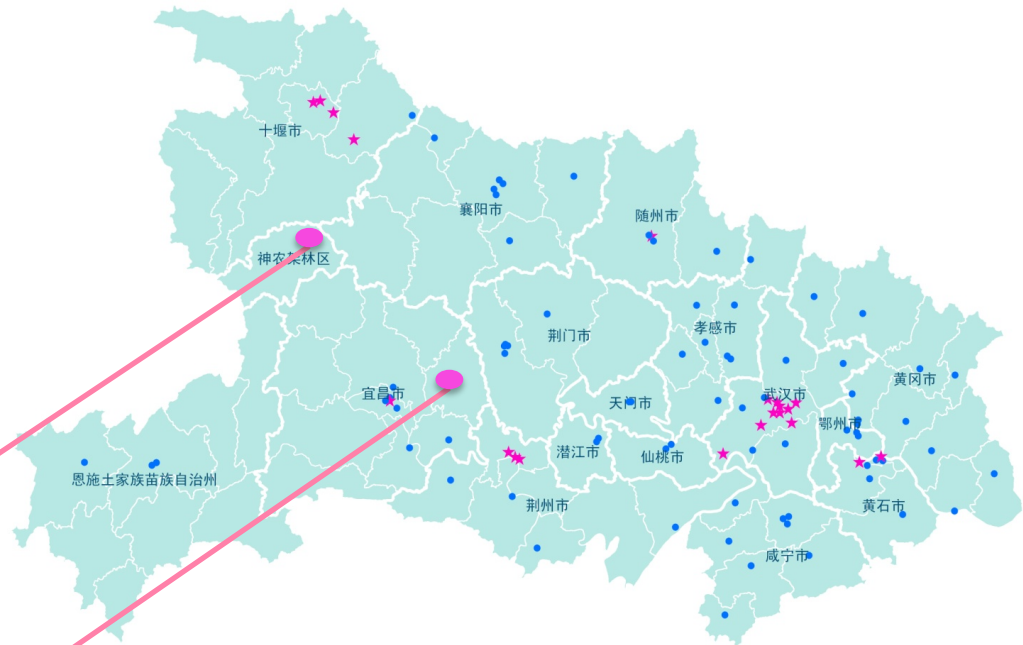 十堰市
襄阳市
随州市
神农架林区
荆门市
孝感市
宜昌市
天门市
武汉市
黄冈市
鄂州市
恩施土家族苗族自治州
潜江市
仙桃市
荆州市
黄石市
咸宁市